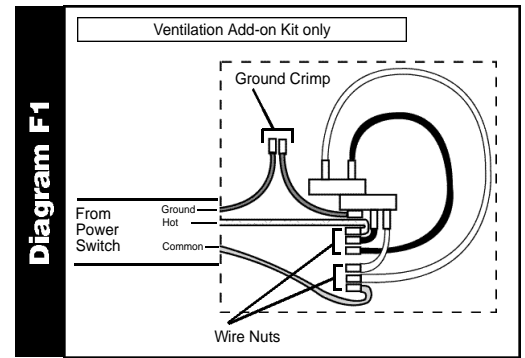 Diagram F1
Ventilation Add-on Kit only
Ground Crimp
From
Power
Switch
Ground
Hot
Common
Wire Nuts